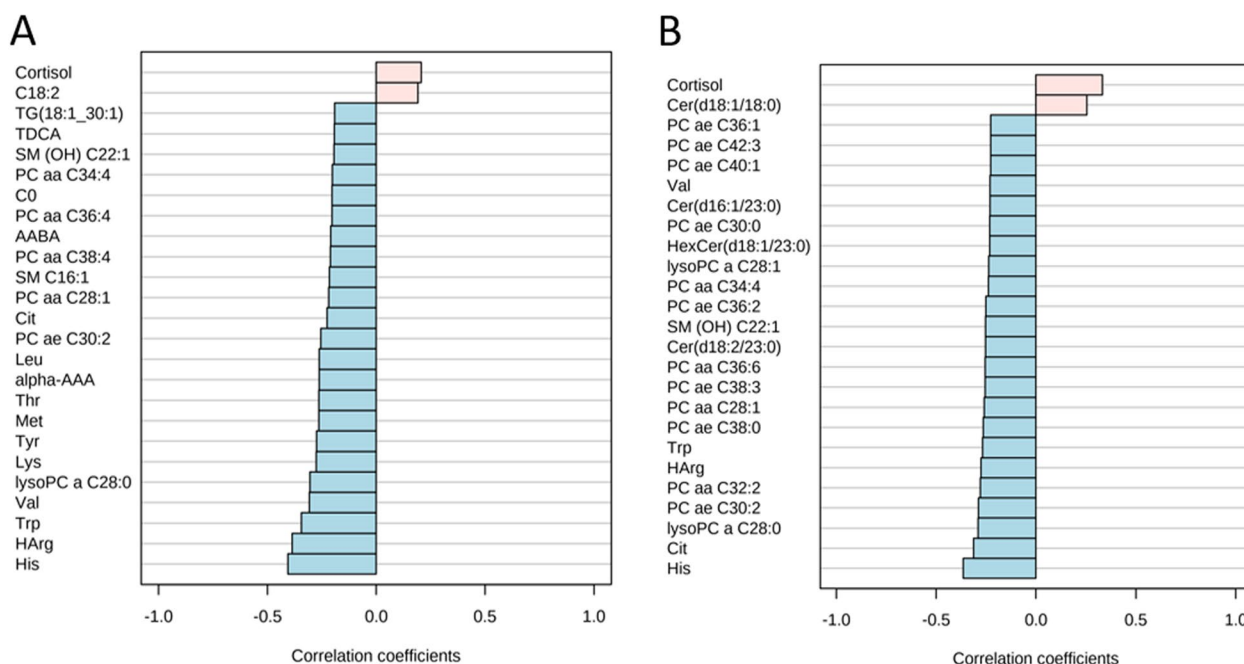 A
Cortisol
C18:2
TG(18:1_30:1)
TDCA
SM (OH) C22:1
PC aa C34:4
C0
PC aa C36:4
AABA
PC aa C38:4
SM C16:1
PC aa C28:1
Cit
PC ae C30:2
Leu
alpha-AAA
Thr
Met
Tyr
Lys
lysoPC a C28:0
Val
Trp
HArg
His
-1.0 -0.5 0.0 0.5 1.0
Correlation coefficients
B
Cortisol
Cer(d18:1/18:0)
PC ae C36:1
PC ae C42:3
PC ae C40:1
Val
Cer(d16:1/23:0)
PC ae C30:0
HexCer(d18:1/23:0)
lysoPC a C28:1
PC aa C34:4
PC ae C36:2
SM (OH) C22:1
Cer(d18:2/23:0)
PC aa C36:6
PC ae C38:3
PC aa C28:1
PC ae C38:0
Trp
HArg
PC aa C32:2
PC ae C30:2
lysoPC a C28:0
Cit
His
-1.0 -0.5 0.0 0.5 1.0
Correlation coefficients